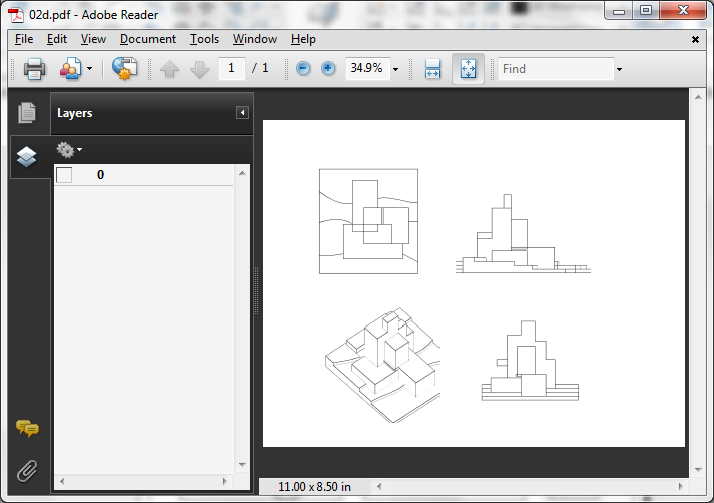 02d.pdf - Adobe Reader
File Edit View Document Tools Window Help
1 / 1 34.9% Find
Layers
0
11.00 x 8.50 in